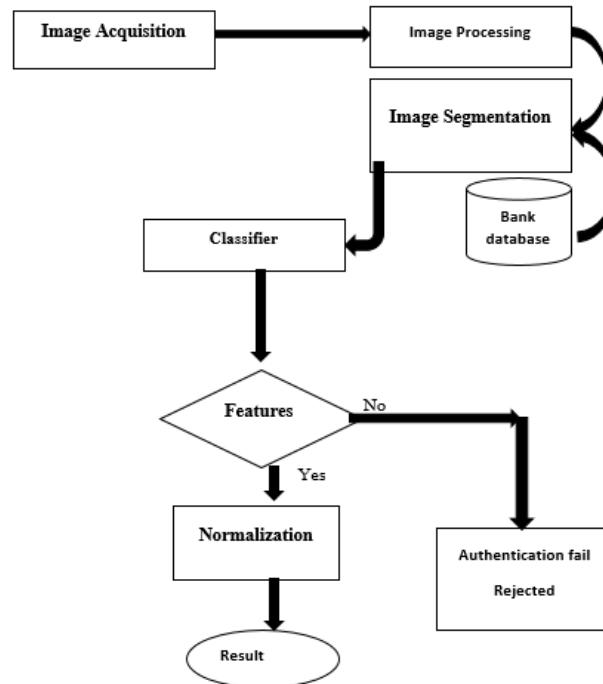 Image Acquisition
Image Processing
Image Segmentation
Bank
database
Classifier
Features
No
Yes
Normalization
Authentication fail
Rejected
Result